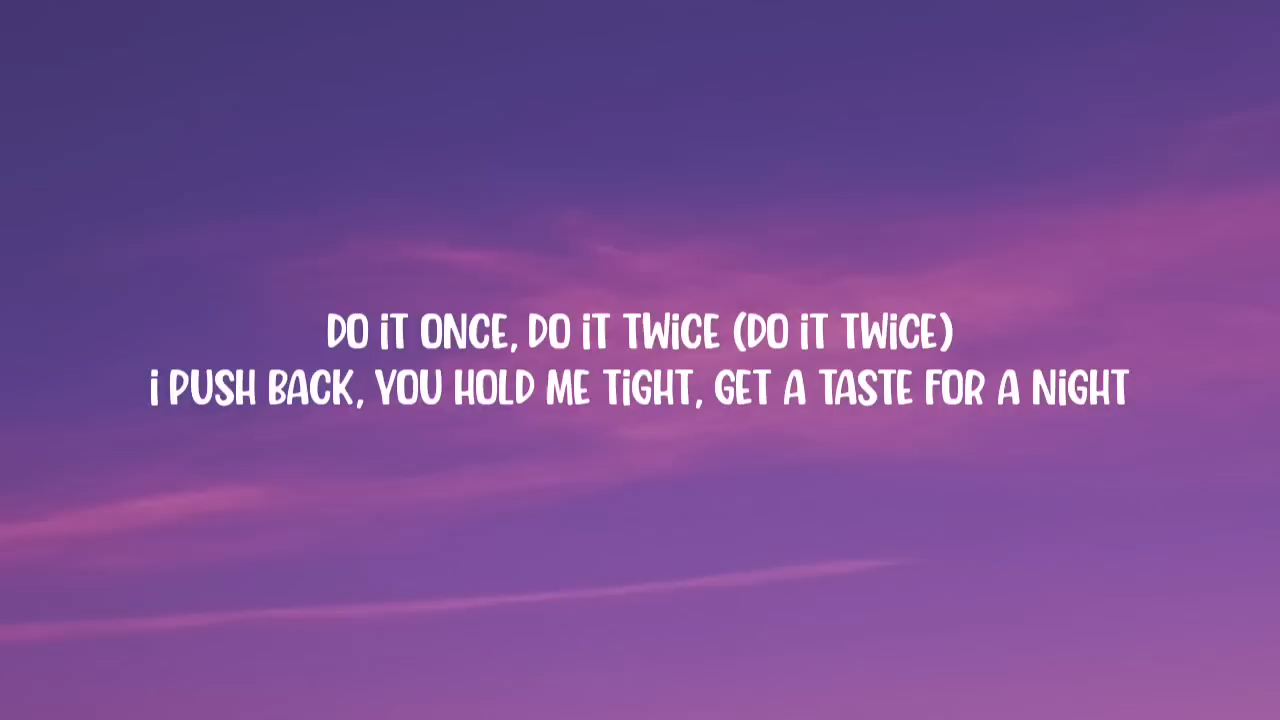 DO iT ONCE, DO iT TWiCE (DO iT TWiCE)
i PUSH BACK, YOU HOLD ME TiGHT, GET A TASTE FOR A NiGHT